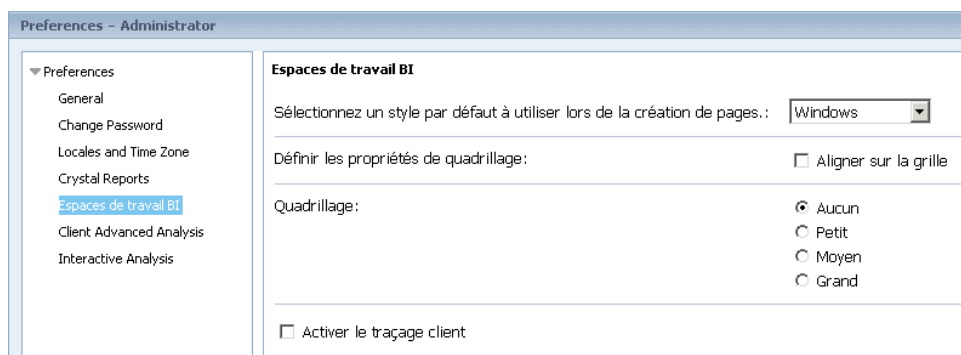 Preferences - Administrator
Preferences
General
Change Password
Locales and Time Zone
Crystal Reports
Espaces de travail BI
Client Advanced Analysis
Interactive Analysis
Espaces de travail BI
Sélectionnez un style par défaut à utiliser lors de la création de pages.: Windows
Définir les propriétés de quadrillage: Aligner sur la grille
Quadrillage: Aucun
Petit
Moyen
Grand
Activer le traçage client